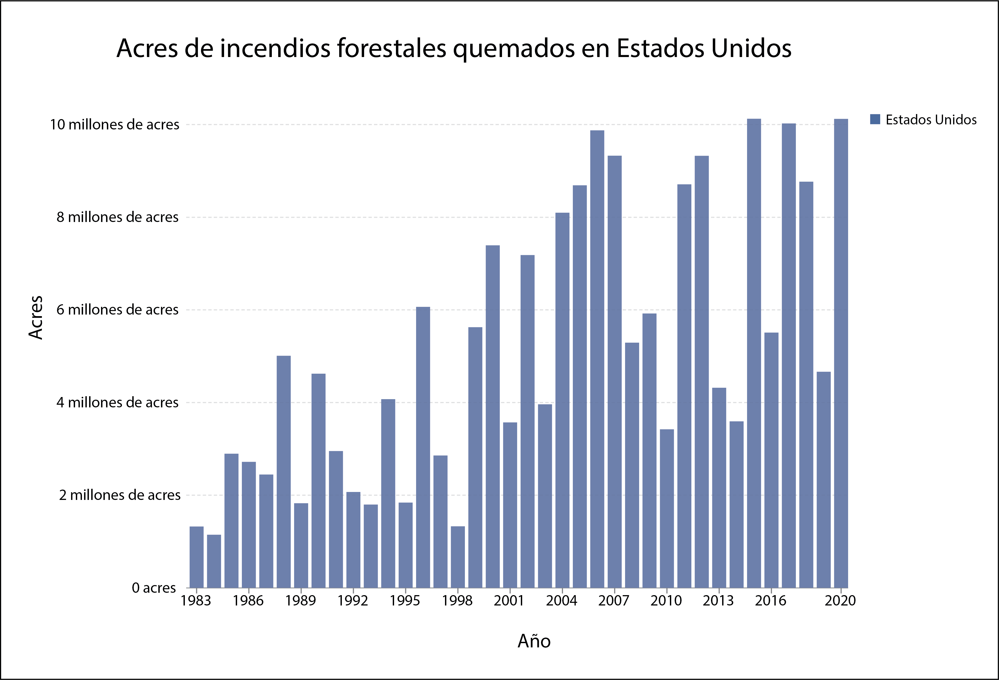 Acres de incendios forestales quemados en Estados Unidos
Estados Unidos
10 millones de acres
8 millones de acres
6 millones de acres
4 millones de acres
2 millones de acres
0 acres
Acres
1983 1986 1989 1992 1995 1998 2001 2004 2007 2010 2013 2016 2020
Año